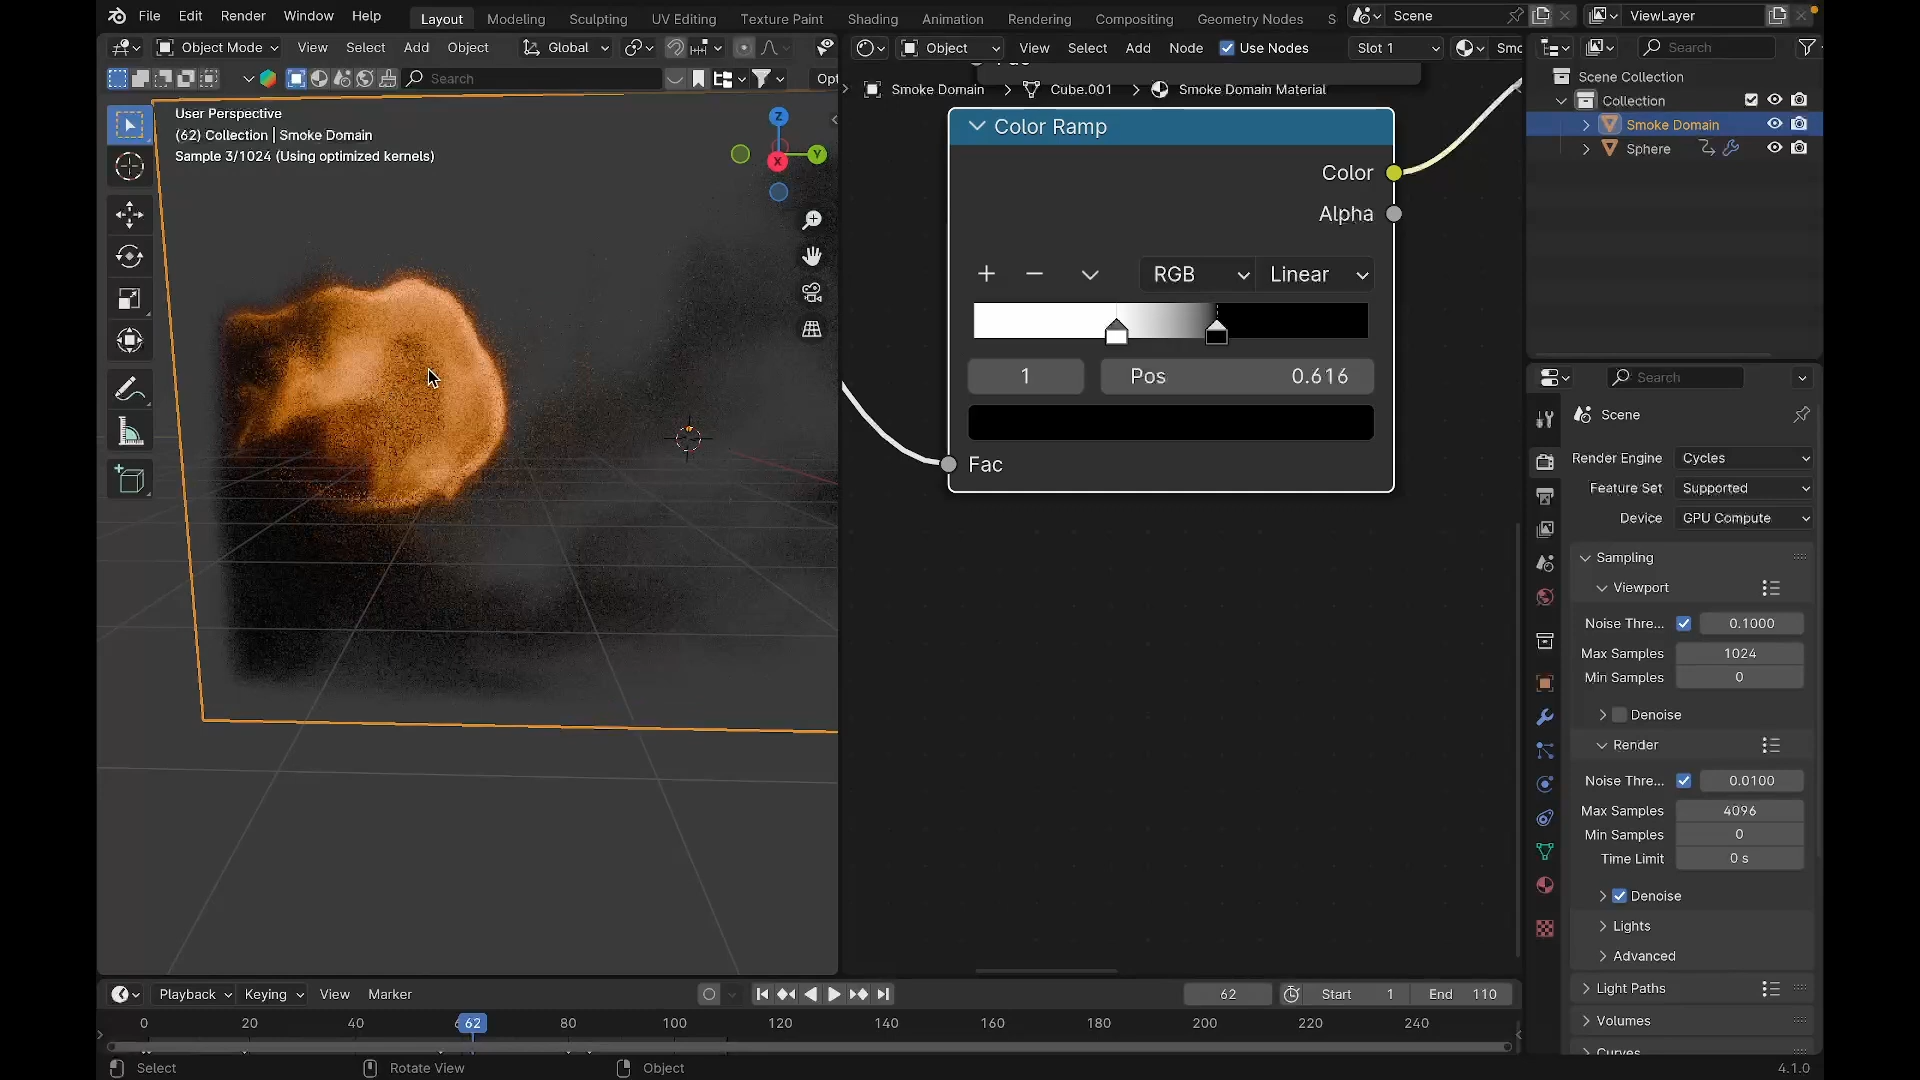 File Edit Render Window Help Layout Modeling Sculpting UV Editing Texture Paint Shading Animation Rendering Compositing Geometry Nodes S Scene ViewLayer
Object Mode View Select Add Object Global Object View Select Add Node Use Nodes Slot 1 Smo Search
Search Opt
Smoke Domain Cube.001 Smoke Domain Material
User Perspective
(62) Collection | Smoke Domain
Sample 3/1024 (Using optimized kernels)
Z
Y
X
Color Ramp
Color
Alpha
RGB Linear
1 Pos 0.616
Fac
Scene Collection
Collection
Smoke Domain
Sphere
Search
Scene
Render Engine Cycles
Feature Set Supported
Device GPU Compute
Sampling
Viewport
Noise Thre... 0.1000
Max Samples 1024
Min Samples 0
Denoise
Render
Noise Thre... 0.0100
Max Samples 4096
Min Samples 0
Time Limit 0 s
Denoise
Lights
Advanced
Light Paths
Volumes
Curves
Playback Keying View Marker 62 Start 1 End 110
0 20 40 62 80 100 120 140 160 180 200 220 240
Select Rotate View Object 4.1.0